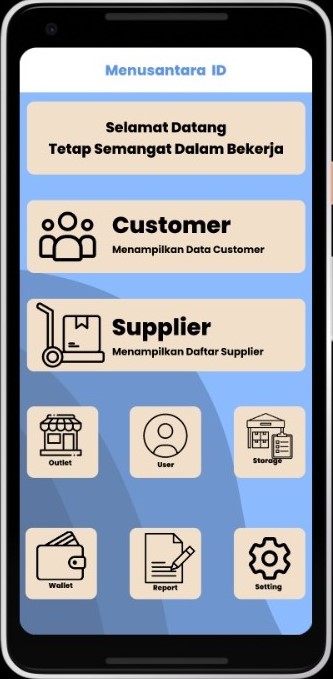 Menusantara ID
Selamat Datang
Tetap Semangat Dalam Bekerja
Customer
Menampilkan Data Customer
Supplier
Menampilkan Daftar Supplier
Outlet
User
Storage
Wallet
Report
Setting